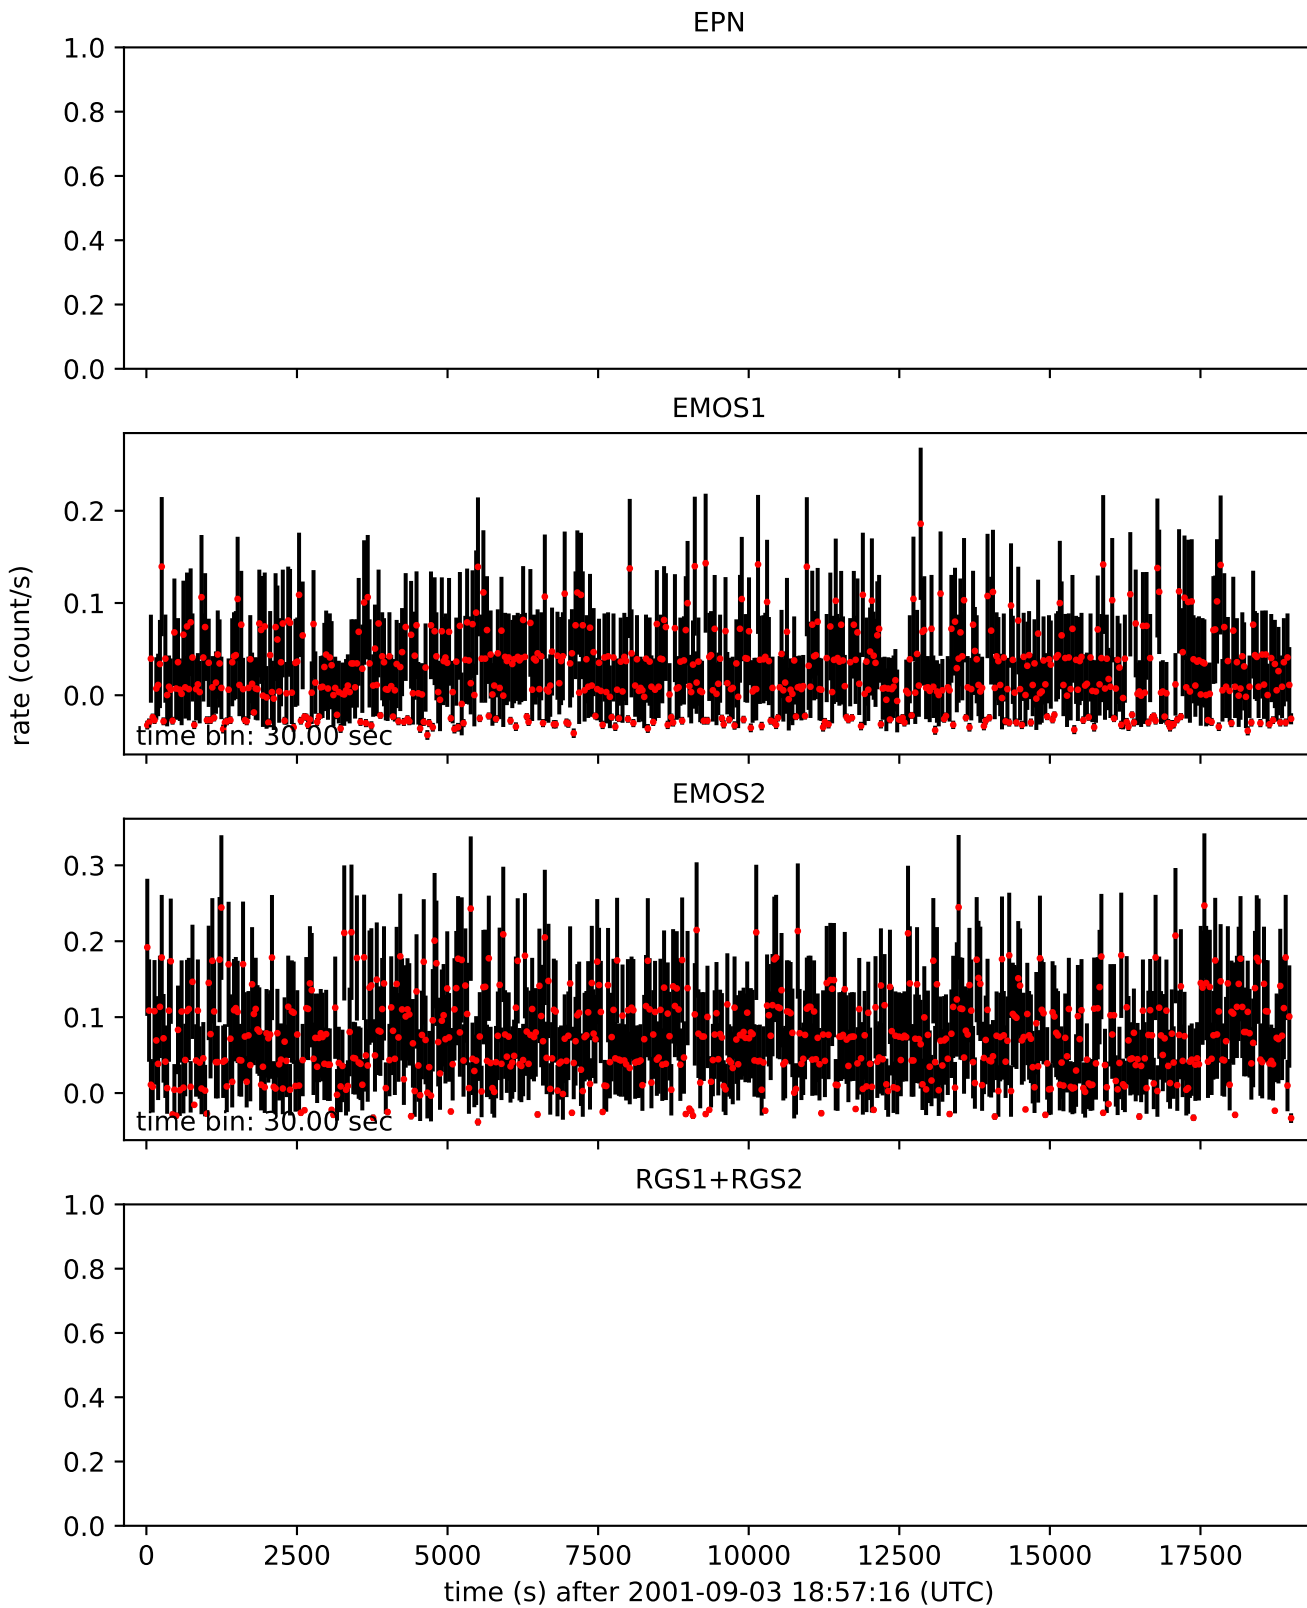 EPN
1.0
0.8
0.6
0.4
0.2
0.0
EMOS1
0.2
0.1
0.0
time bin: 30.00 sec
rate (count/s)
EMOS2
0.3
0.2
0.1
0.0
time bin: 30.00 sec
RGS1+RGS2
1.0
0.8
0.6
0.4
0.2
0.0
0 2500 5000 7500 10000 12500 15000 17500
time (s) after 2001-09-03 18:57:16 (UTC)